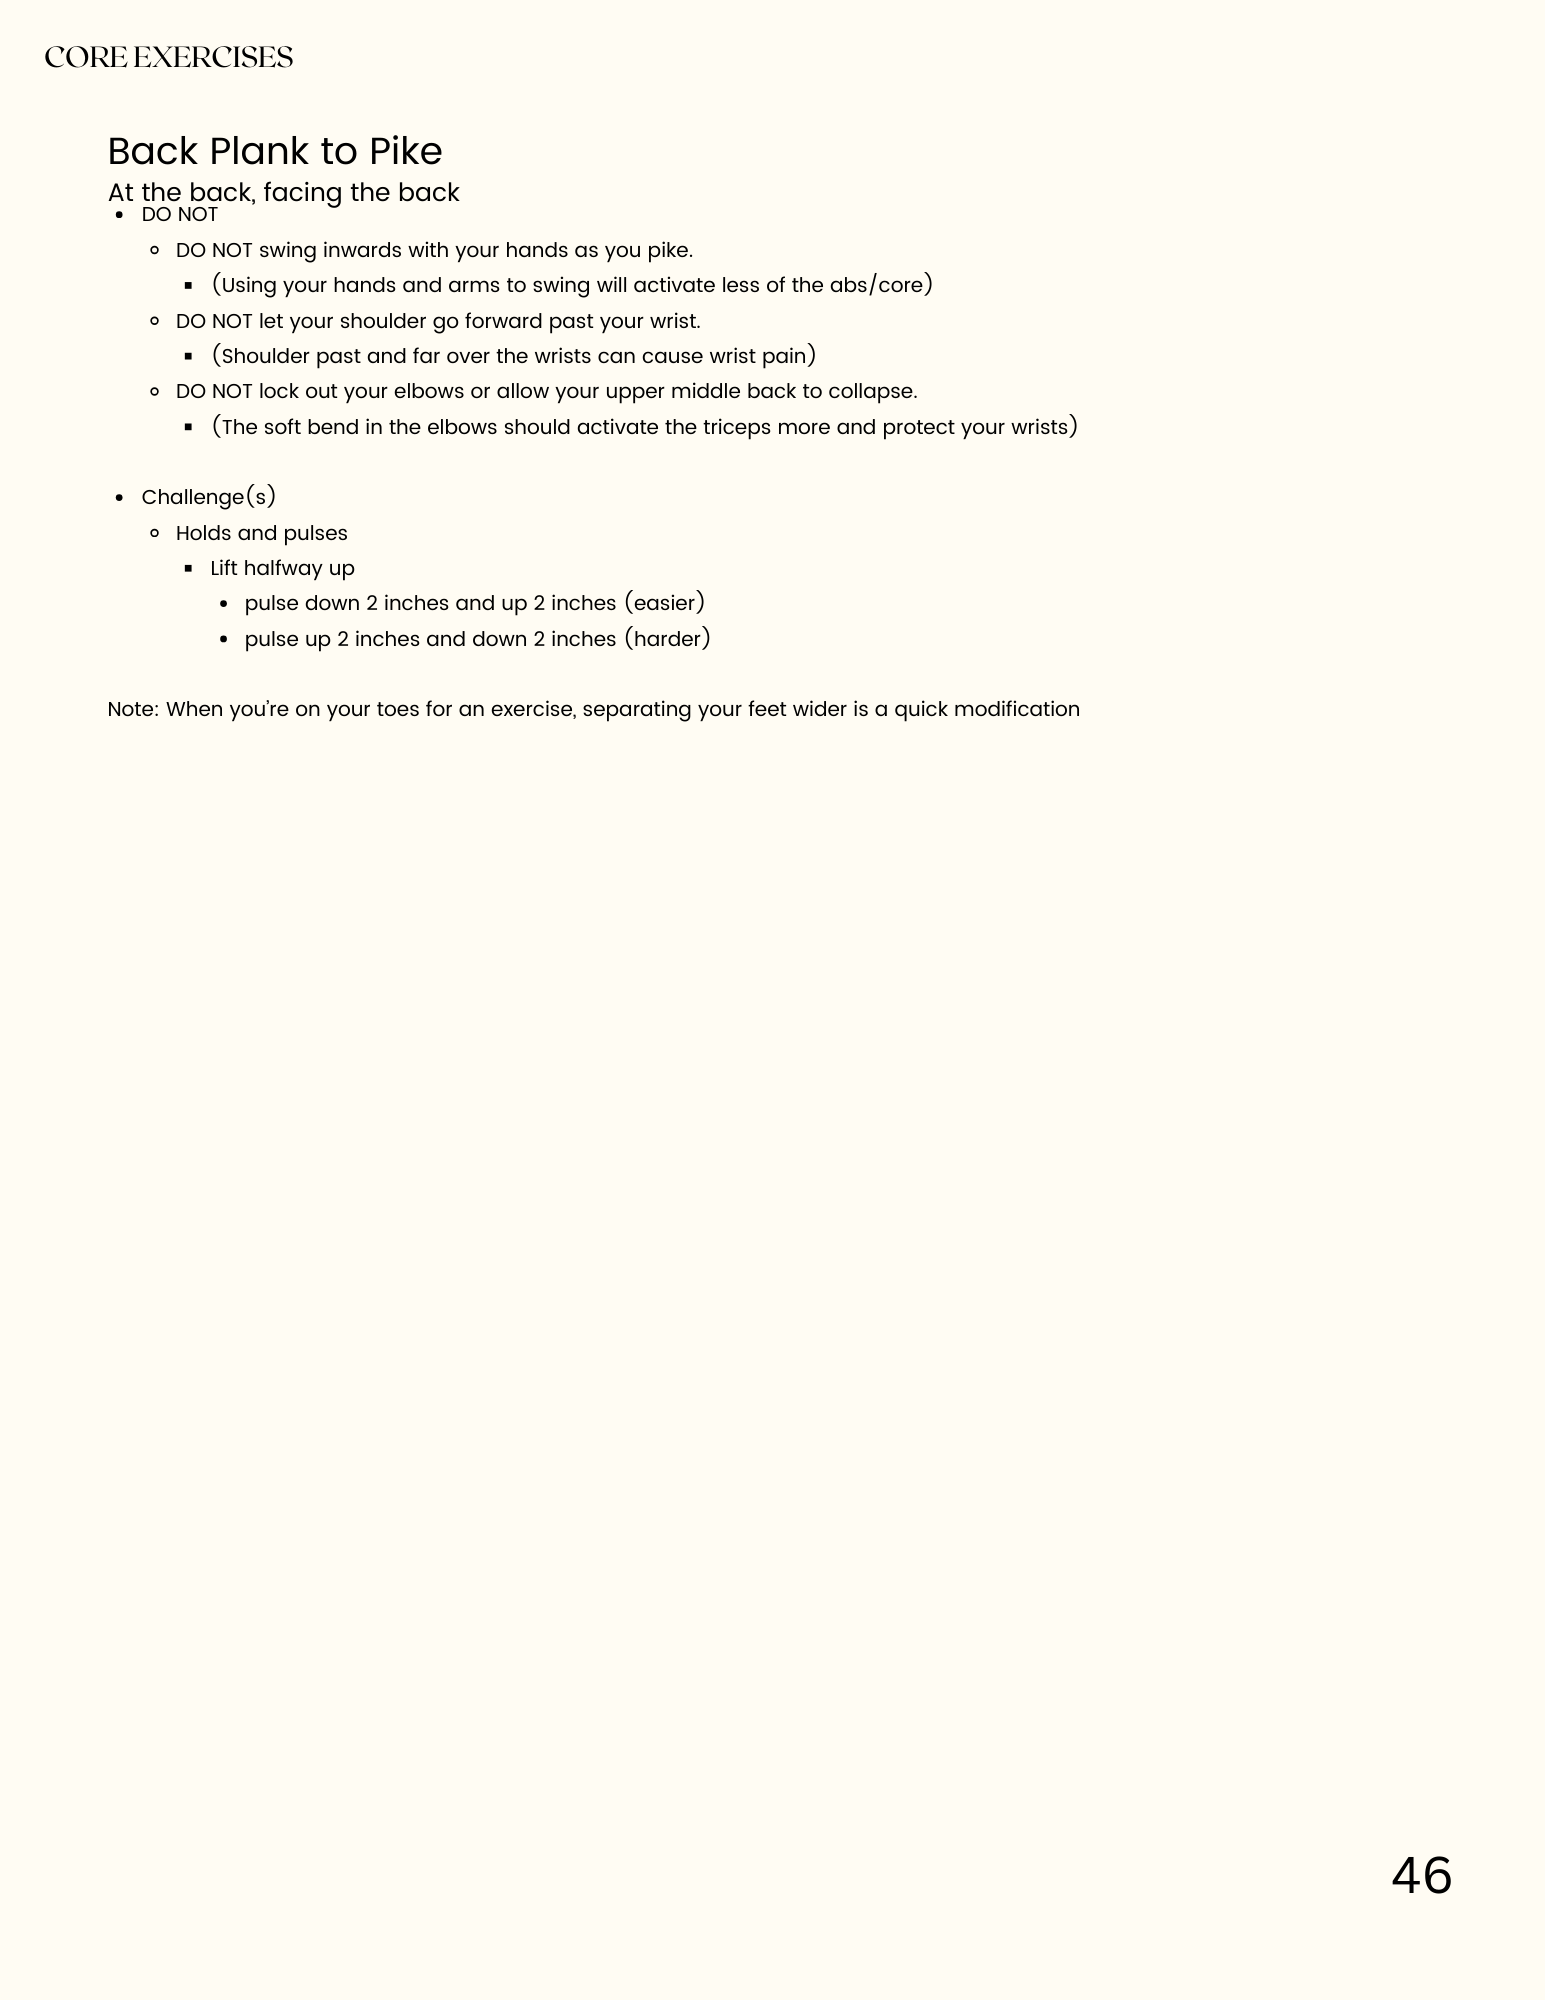 CORE EXERCISES
Back Plank to Pike
At the back, facing the back
• DO NOT
◦ DO NOT swing inwards with your hands as you pike.
▪ (Using your hands and arms to swing will activate less of the abs/core)
◦ DO NOT let your shoulder go forward past your wrist.
▪ (Shoulder past and far over the wrists can cause wrist pain)
◦ DO NOT lock out your elbows or allow your upper middle back to collapse.
▪ (The soft bend in the elbows should activate the triceps more and protect your wrists)
• Challenge(s)
◦ Holds and pulses
▪ Lift halfway up
• pulse down 2 inches and up 2 inches (easier)
• pulse up 2 inches and down 2 inches (harder)
Note: When you're on your toes for an exercise, separating your feet wider is a quick modification
46